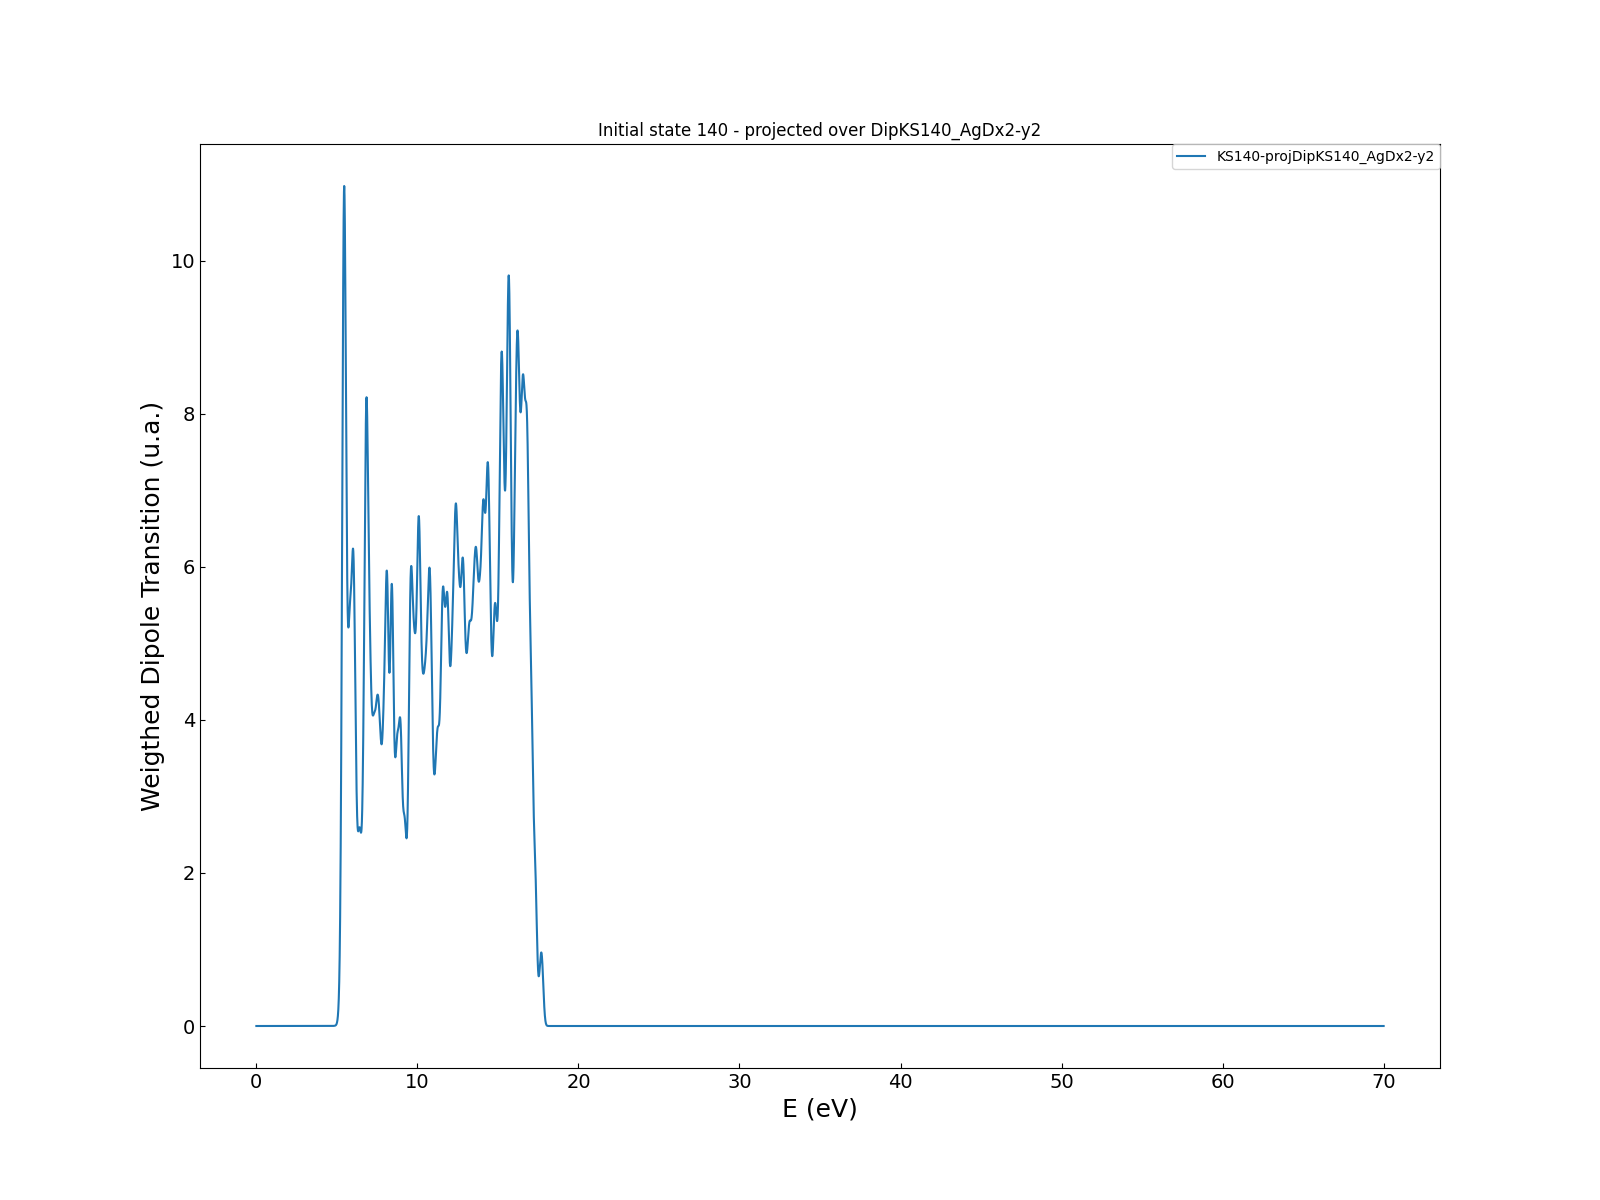 Initial state 140 - projected over DipKS140_AgDx2-y2
KS140-projDipKS140_AgDx2-y2
Weigthed Dipole Transition (u.a.)
10
8
6
4
2
0
0 10 20 30 40 50 60 70
E (eV)